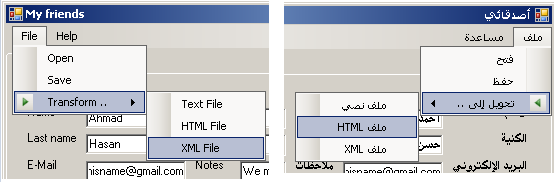 My friends
File Help
Open
Save
Transform ..
Text File
HTML File
XML File
Name Ahmad
Last name Hasan
E-Mail hisname@gmail.com Notes We m
أصدقائي
ملف مساعدة
فتح
حفظ
تحويل إلى ..
ملف نصي
ملف HTML
ملف XML
الكنية حسن
البريد الإلكتروني hisname@gmail.com ملاحظات